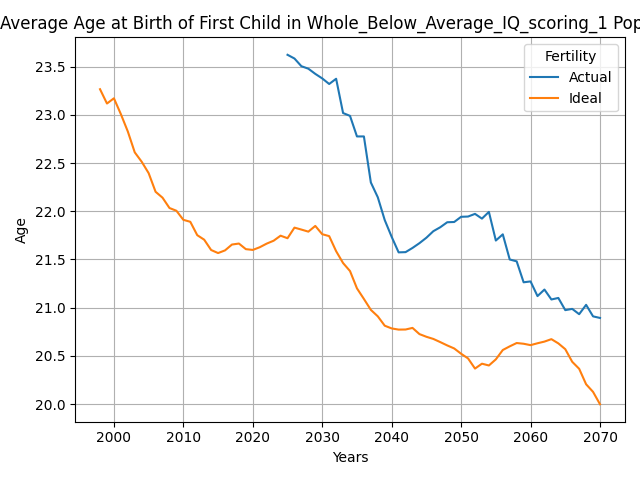 Average Age at Birth of First Child in Whole_Below_Average_IQ_scoring_1 Pop
Fertility
Actual
Ideal
Age
23.5
23.0
22.5
22.0
21.5
21.0
20.5
20.0
2000 2010 2020 2030 2040 2050 2060 2070
Years